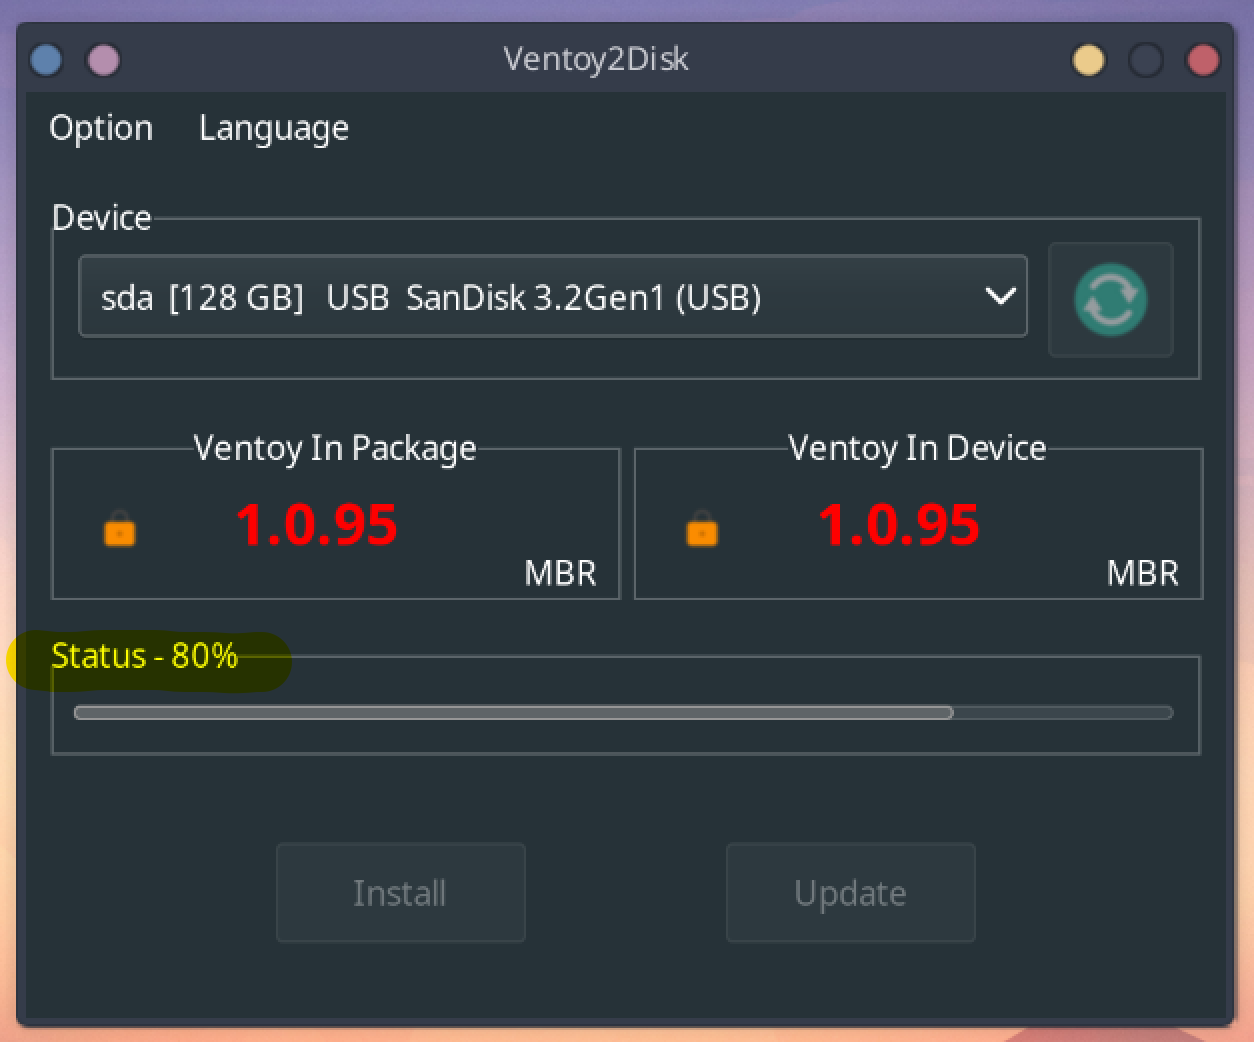 Ventoy2Disk
Option Language
Device
sda [128 GB] USB SanDisk 3.2Gen1 (USB)
Ventoy In Package Ventoy In Device
1.0.95 1.0.95
MBR MBR
Status - 80%
Install Update